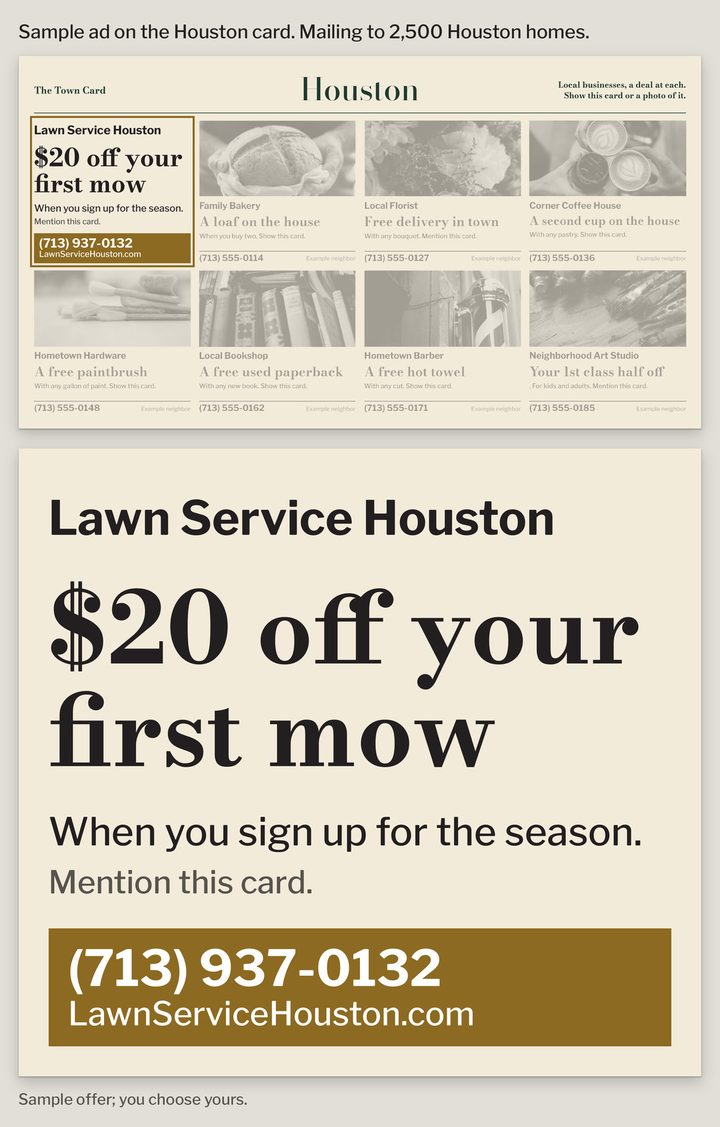 Sample ad on the Houston card. Mailing to 2,500 Houston homes.
The Town Card
Houston
Local businesses, a deal at each.
Show this card or a photo of it.
Lawn Service Houston
$20 off your
first mow
When you sign up for the season.
Mention this card.
(713) 937-0132
LawnServiceHouston.com
Family Bakery
A loaf on the house
When you buy two. Show this card.
(713) 555-0114
Example neighbor
Local Florist
Free delivery in town
With any bouquet. Mention this card.
(713) 555-0127
Example neighbor
Corner Coffee House
A second cup on the house
With any pastry. Show this card.
(713) 555-0136
Example neighbor
Hometown Hardware
A free paintbrush
With any gallon of paint. Show this card.
(713) 555-0148
Example neighbor
Local Bookshop
A free used paperback
With any new book. Show this card.
(713) 555-0162
Example neighbor
Hometown Barber
A free hot towel
With any cut. Show this card.
(713) 555-0171
Example neighbor
Neighborhood Art Studio
Your 1st class half off
For kids and adults. Mention this card.
(713) 555-0185
Example neighbor
Lawn Service Houston
$20 off your
first mow
When you sign up for the season.
Mention this card.
(713) 937-0132
LawnServiceHouston.com
Sample offer; you choose yours.